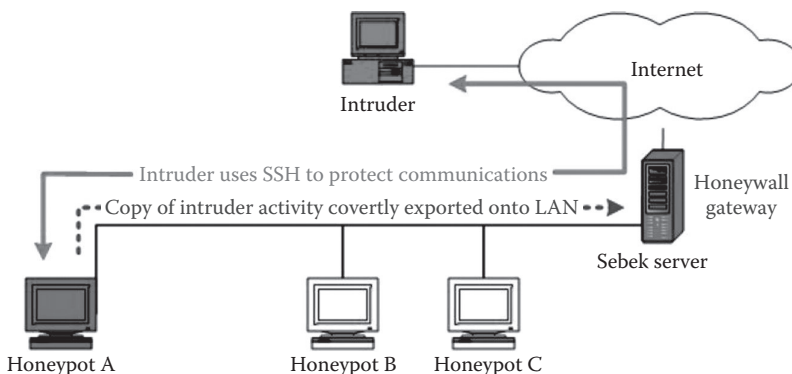 Internet
Intruder
Intruder uses SSH to protect communications
Honeywall
gateway
Copy of intruder activity covertly exported onto LAN
Sebek server
Honeypot A
Honeypot B
Honeypot C